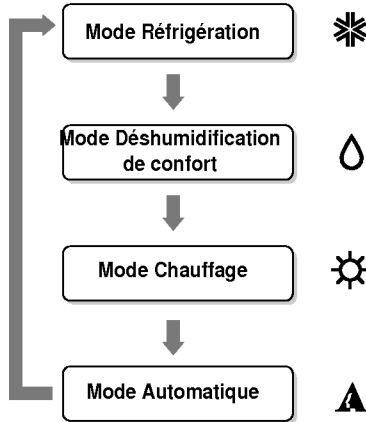 Mode Réfrigération
Mode Déshumidification
de confort
Mode Chauffage
Mode Automatique